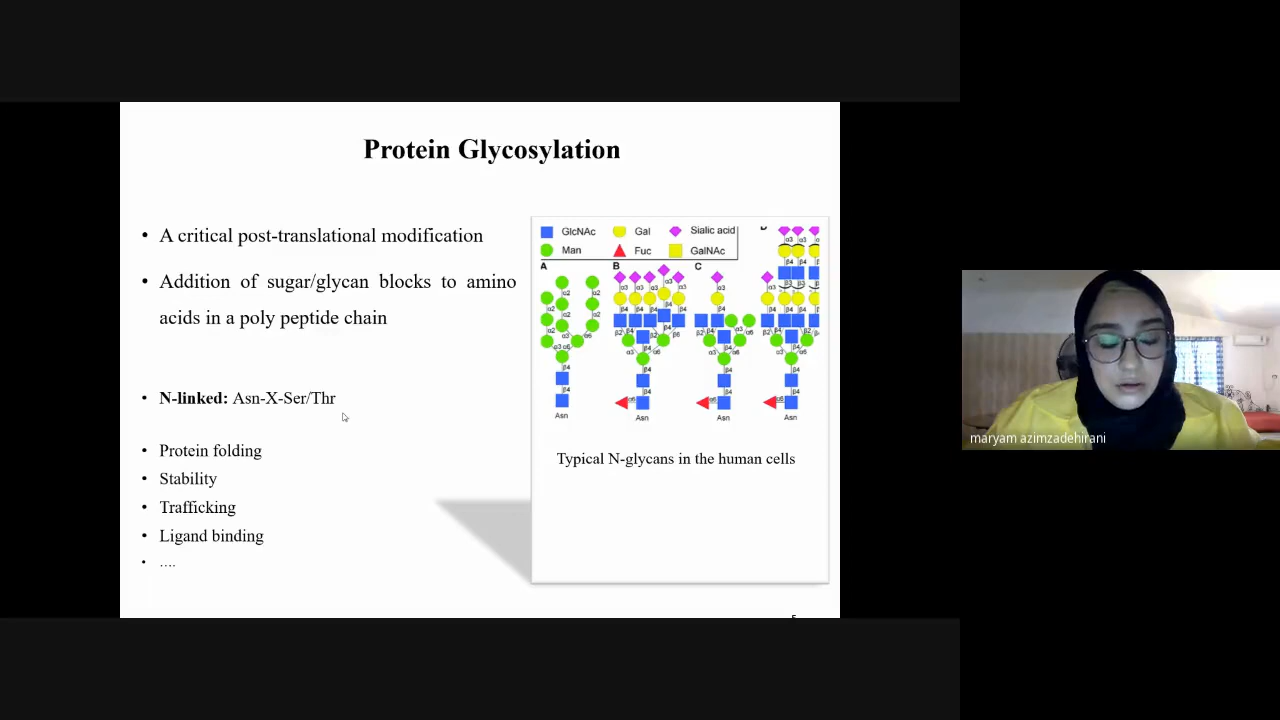 Protein Glycosylation
• A critical post-translational modification
• Addition of sugar/glycan blocks to amino
acids in a poly peptide chain
• N-linked: Asn-X-Ser/Thr
• Protein folding
• Stability
• Trafficking
• Ligand binding
• ....
GlcNAc Gal Sialic acid
Man Fuc GalNAc
A B C
Asn Asn Asn Asn
Typical N-glycans in the human cells
maryam azimzadehirani